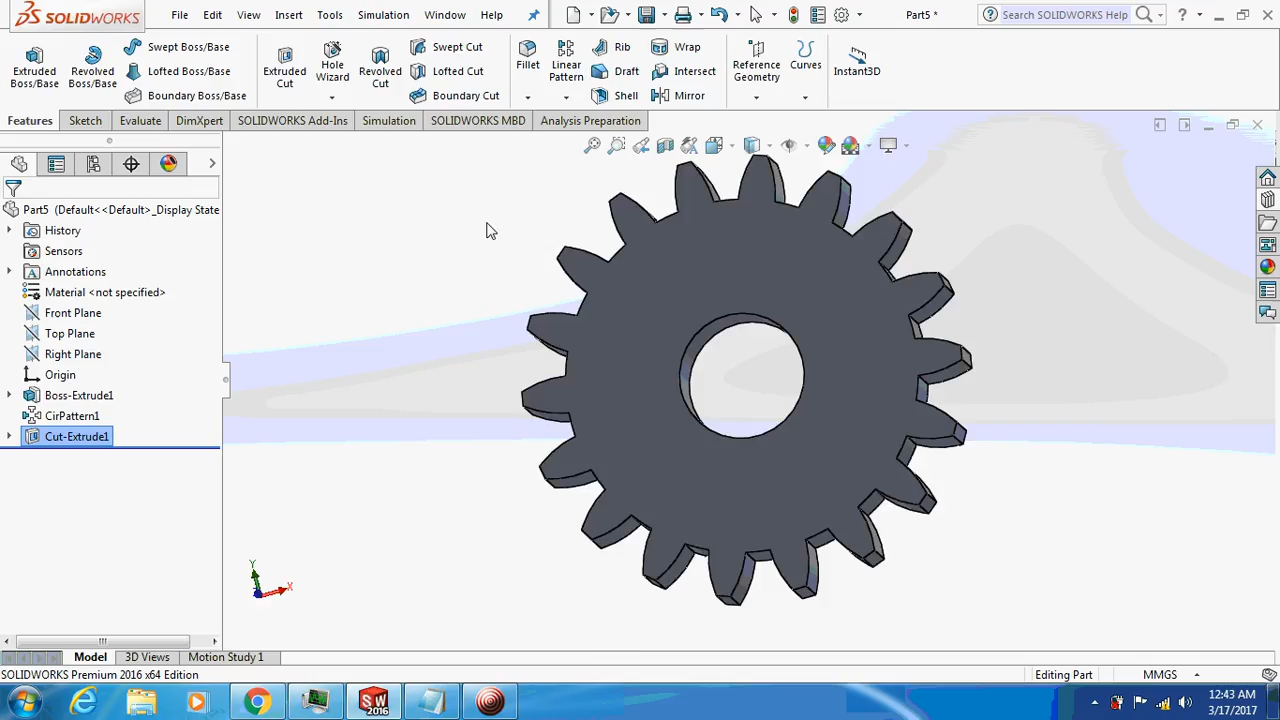 SOLIDWORKS File Edit View Insert Tools Simulation Window Help Part5 * Search SOLIDWORKS Help
Extruded Boss/Base
Revolved Boss/Base
Swept Boss/Base
Lofted Boss/Base
Boundary Boss/Base
Extruded Cut
Hole Wizard
Revolved Cut
Swept Cut
Lofted Cut
Boundary Cut
Fillet
Linear Pattern
Rib
Draft
Shell
Wrap
Intersect
Mirror
Reference Geometry
Curves
Instant3D
Features Sketch Evaluate DimXpert SOLIDWORKS Add-Ins Simulation SOLIDWORKS MBD Analysis Preparation
Part5 (Default<<Default>_Display State
History
Sensors
Annotations
Material <not specified>
Front Plane
Top Plane
Right Plane
Origin
Boss-Extrude1
CirPattern1
Cut-Extrude1
Y
X
Model 3D Views Motion Study 1
SOLIDWORKS Premium 2016 x64 Edition Editing Part MMGS
SW 2016
12:43 AM
3/17/2017